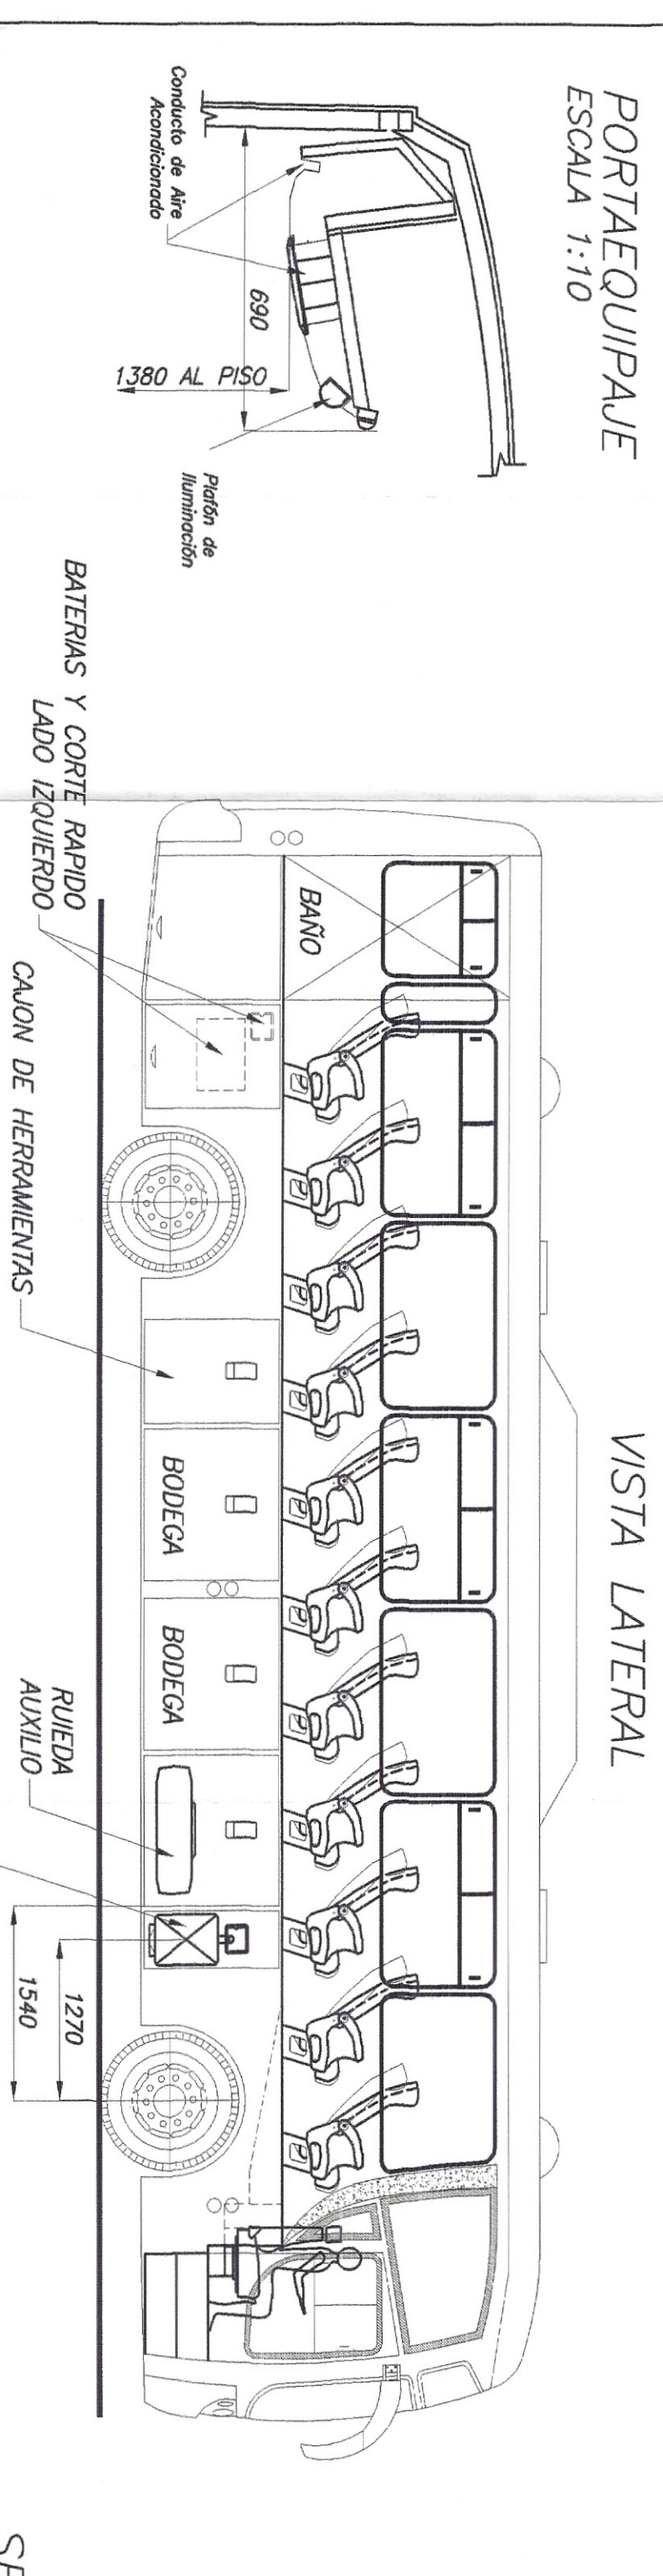 PORTAEQUIPAJE
ESCALA 1:10
Conducto de Aire
Acondicionado
690
1380 AL PISO
Plafón de
Iluminación
VISTA LATERAL
BATERIAS Y CORTE RAPIDO
LADO IZQUIERDO
BAÑO
CAJON DE HERRAMIENTAS
BODEGA
BODEGA
RUIEDA
AUXILIO
1270
1540